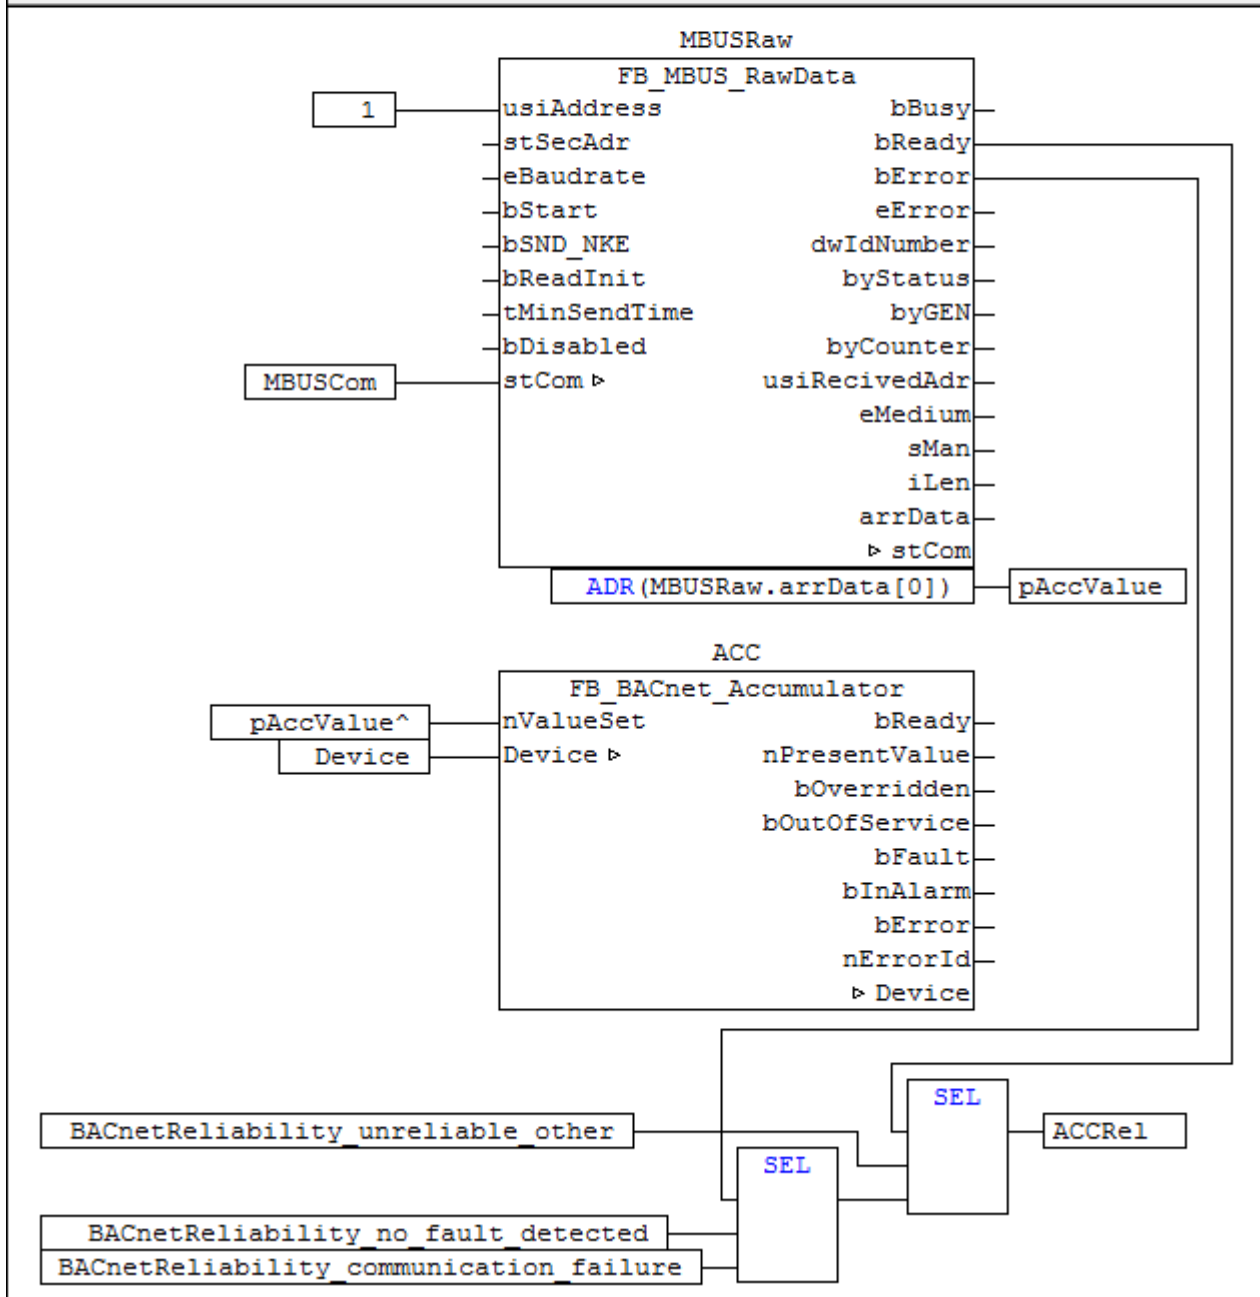 MBUSRaw
FB_MBUS_RawData
1 usiAddress bBusy
stSecAdr bReady
eBaudrate bError
bStart eError
bSND_NKE dwIdNumber
bReadInit byStatus
tMinSendTime byGEN
bDisabled byCounter
MBUSCom stCom ▷ usiRecivedAdr
eMedium
sMan
iLen
arrData
▷ stCom
ADR(MBUSRaw.arrData[0]) pAccValue
ACC
FB_BACnet_Accumulator
pAccValue^ nValueSet bReady
Device Device ▷ nPresentValue
bOverridden
bOutOfService
bFault
bInAlarm
bError
nErrorId
▷ Device
SEL
BACnetReliability_unreliable_other ACCRel
SEL
BACnetReliability_no_fault_detected
BACnetReliability_communication_failure